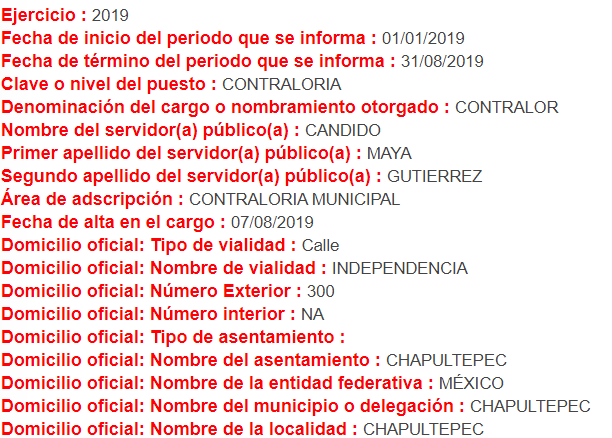 Ejercicio : 2019
Fecha de inicio del periodo que se informa : 01/01/2019
Fecha de término del periodo que se informa : 31/08/2019
Clave o nivel del puesto : CONTRALORIA
Denominación del cargo o nombramiento otorgado : CONTRALOR
Nombre del servidor(a) público(a) : CANDIDO
Primer apellido del servidor(a) público(a) : MAYA
Segundo apellido del servidor(a) público(a) : GUTIERREZ
Área de adscripción : CONTRALORIA MUNICIPAL
Fecha de alta en el cargo : 07/08/2019
Domicilio oficial: Tipo de vialidad : Calle
Domicilio oficial: Nombre de vialidad : INDEPENDENCIA
Domicilio oficial: Número Exterior : 300
Domicilio oficial: Número interior : NA
Domicilio oficial: Tipo de asentamiento :
Domicilio oficial: Nombre del asentamiento : CHAPULTEPEC
Domicilio oficial: Nombre de la entidad federativa : MÉXICO
Domicilio oficial: Nombre del municipio o delegación : CHAPULTEPEC
Domicilio oficial: Nombre de la localidad : CHAPULTEPEC